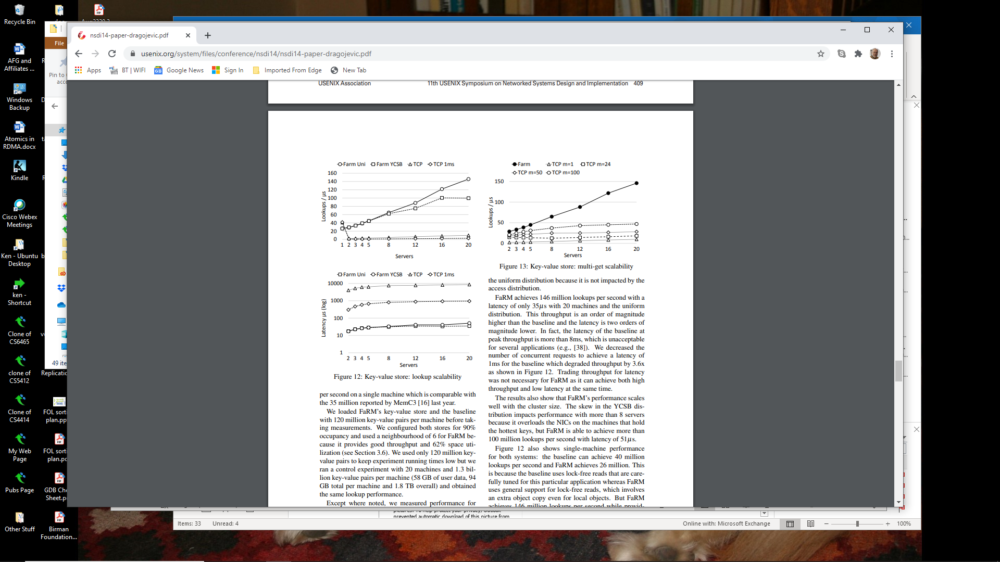 Recycle Bin
AFG and
Affiliates ...
Windows
Backup
Atomics in
RDMA.docx
Kindle
Cisco Webex
Meetings
Ken - Ubuntu
Desktop
ken -
Shortcut
Clone of
CS6465
clone of
CS5412
Clone of
CS4414
My Web
Page
Pubs Page
Other Stuff
Replicatic
FOL sorti
plan.pp
FOL sorti
plan.pc
GDB Che
Sheet.p
Birman
Foundation...
File
Pin to
acce
49 ite
nsdi14-paper-dragojevic.pdf
usenix.org/system/files/conference/nsdi14/nsdi14-paper-dragojevic.pdf
Apps
BT | WIFI
Google News
Sign In
Imported From Edge
New Tab
USENIX Association 11th USENIX Symposium on Networked Systems Design and Implementation 409
Farm Uni Farm YCSB TCP TCP 1ms
160
140
120
100
80
60
40
20
0
Lookups / μs
1 2 3 4 5 8 12 16 20
Servers
Farm Uni Farm YCSB TCP TCP 1ms
10000
1000
100
10
1
Latency μs (log)
2 3 4 5 8 12 16 20
Servers
Figure 12: Key-value store: lookup scalability
per second on a single machine which is comparable with
the 35 million reported by MemC3 [16] last year.
We loaded FaRM's key-value store and the baseline
with 120 million key-value pairs per machine before tak-
ing measurements. We configured both stores for 90%
occupancy and used a neighbourhood of 6 for FaRM be-
cause it provides good throughput and 62% space uti-
lization (see Section 3.6). We used only 120 million key-
value pairs to keep experiment running times low but we
ran a control experiment with 20 machines and 1.3 bil-
lion key-value pairs per machine (58 GB of user data, 94
GB total per machine and 1.8 TB overall) and obtained
the same lookup performance.
Except where noted, we measured performance for
Farm TCP m=1 TCP m=24
TCP m=50 TCP m=100
150
100
50
0
Lookups / μs
2 3 4 5 8 12 16 20
Servers
Figure 13: Key-value store: multi-get scalability
the uniform distribution because it is not impacted by the
access distribution.
FaRM achieves 146 million lookups per second with a
latency of only 35μs with 20 machines and the uniform
distribution. This throughput is an order of magnitude
higher than the baseline and the latency is two orders of
magnitude lower. In fact, the latency of the baseline at
peak throughput is more than 8ms, which is unacceptable
for several applications (e.g., [38]). We decreased the
number of concurrent requests to achieve a latency of
1ms for the baseline which degraded throughput by 3.6x
as shown in Figure 12. Trading throughput for latency
was not necessary for FaRM as it can achieve both high
throughput and low latency at the same time.
The results also show that FaRM's performance scales
well with the cluster size. The skew in the YCSB dis-
tribution impacts performance with more than 8 servers
because it overloads the NICs on the machines that hold
the hottest keys, but FaRM is able to achieve more than
100 million lookups per second with latency of 51μs.
Figure 12 also shows single-machine performance
for both systems: the baseline can achieve 40 million
lookups per second and FaRM achieves 26 million. This
is because the baseline uses lock-free reads that are care-
fully tuned for this particular application whereas FaRM
uses general support for lock-free reads, which involves
an extra object copy even for local objects. But FaRM
achieves 146 million lookups per second while provid-
prevented automatic download of this picture from
Items: 33 Unread: 4
Online with: Microsoft Exchange
100%